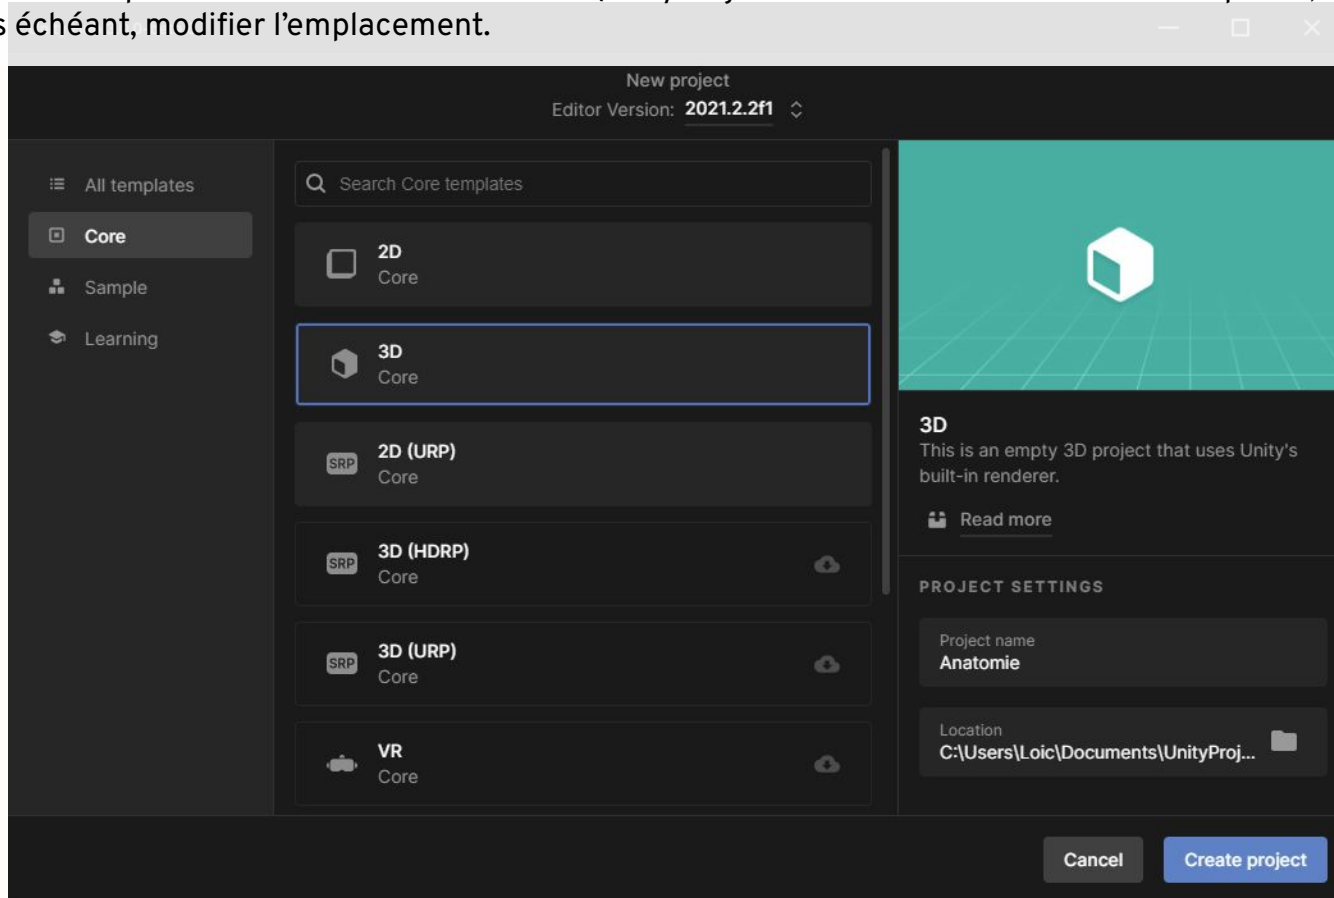 échéant, modifier l’emplacement.
New project
Editor Version: 2021.2.2f1
All templates
Core
Sample
Learning
Search Core templates
2D
Core
3D
Core
SRP
2D (URP)
Core
SRP
3D (HDRP)
Core
SRP
3D (URP)
Core
VR
Core
3D
This is an empty 3D project that uses Unity's
built-in renderer.
Read more
PROJECT SETTINGS
Project name
Anatomie
Location
C:\Users\Loic\Documents\UnityProj...
Cancel
Create project